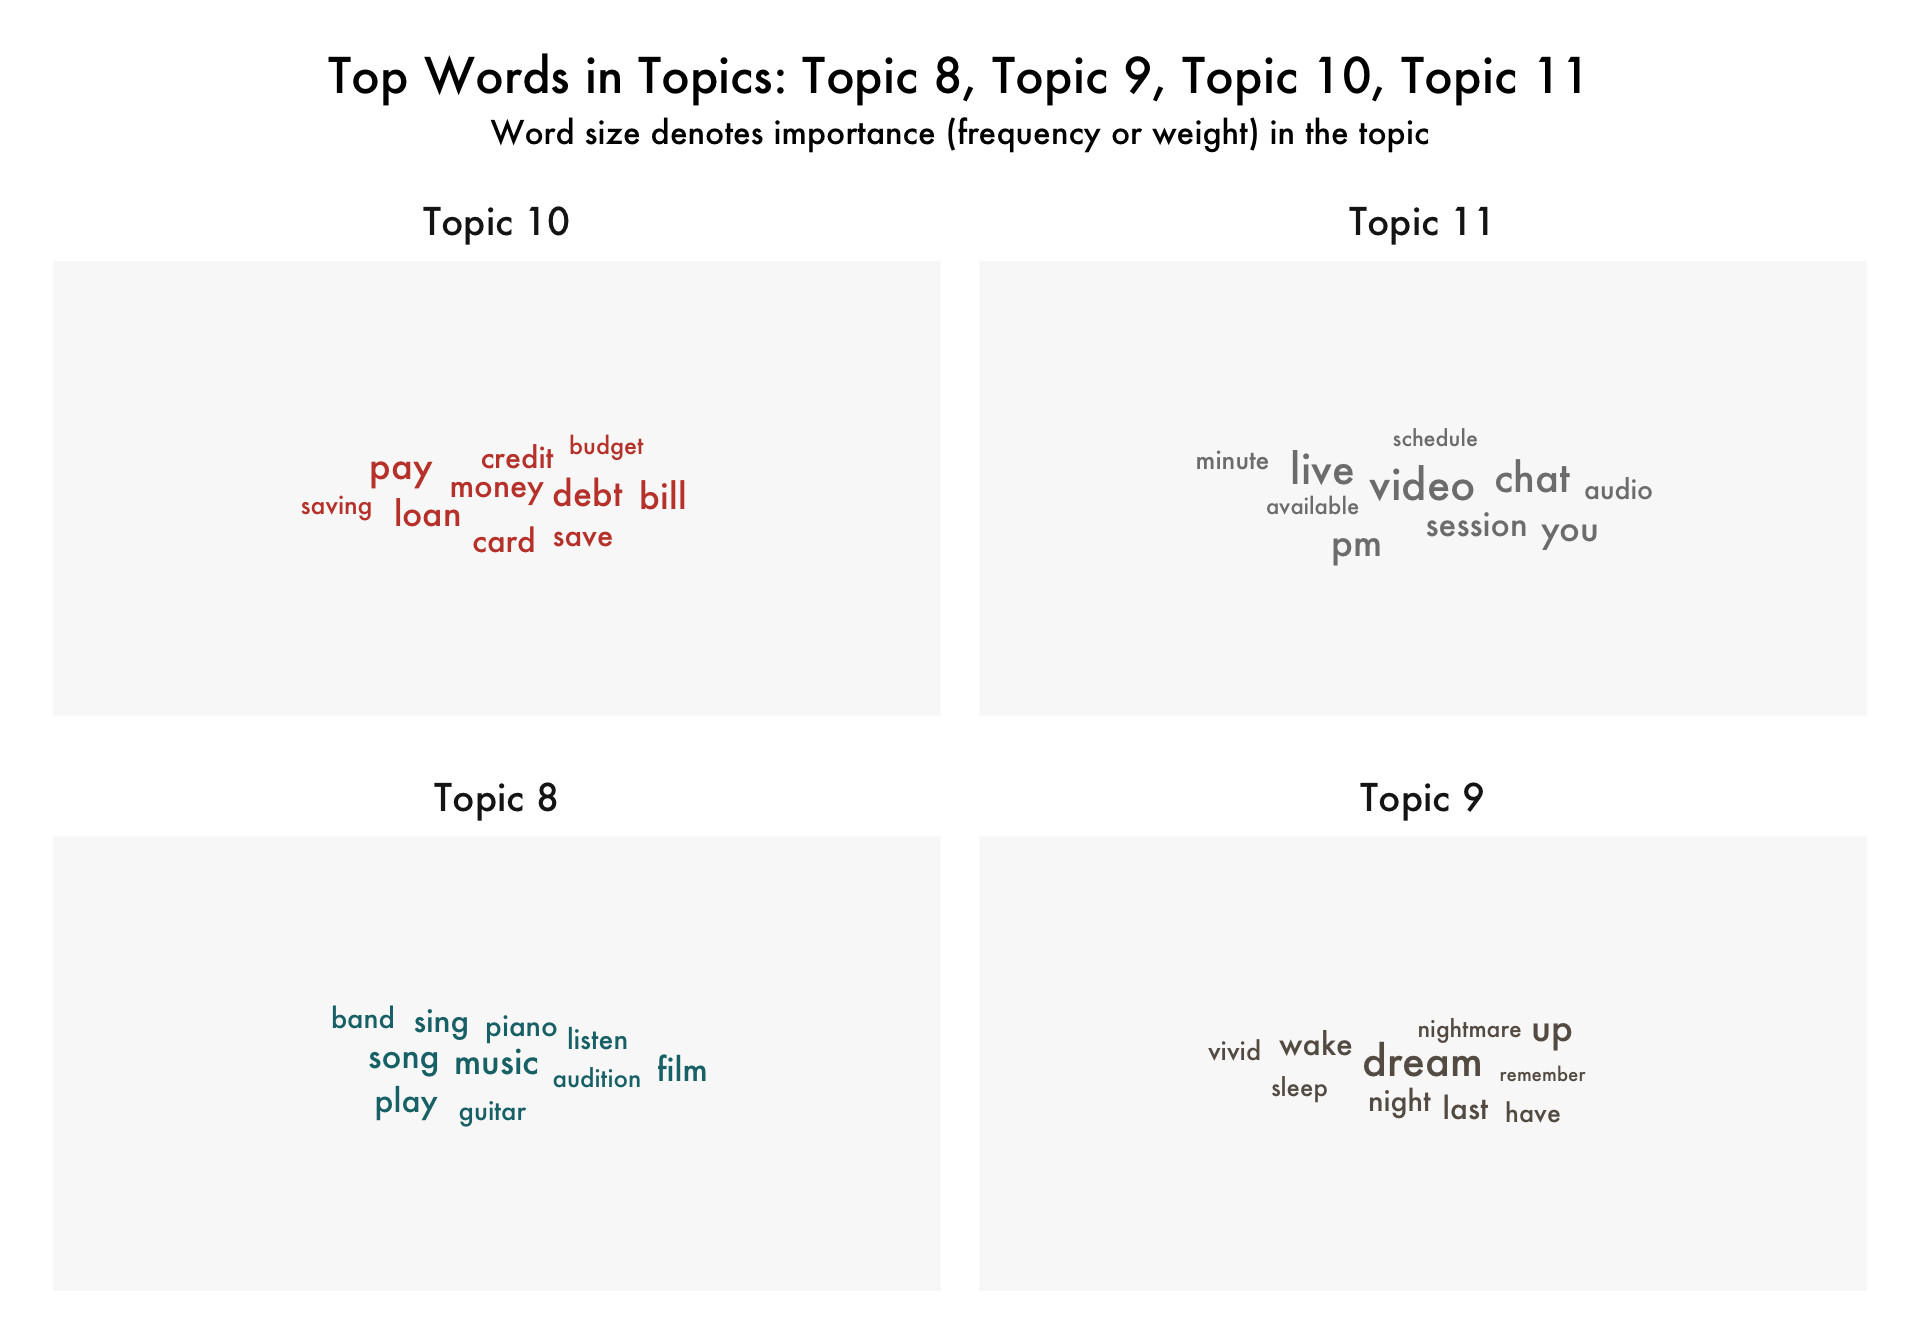 Top Words in Topics: Topic 8, Topic 9, Topic 10, Topic 11
Word size denotes importance (frequency or weight) in the topic
Topic 10
budget
credit
pay
money
debt
bill
saving
loan
card
save
Topic 11
schedule
minute
live
video
chat
audio
available
session
you
pm
Topic 8
band
sing
piano
listen
song
music
film
audition
play
guitar
Topic 9
nightmare
up
vivid
wake
dream
remember
sleep
night
last
have